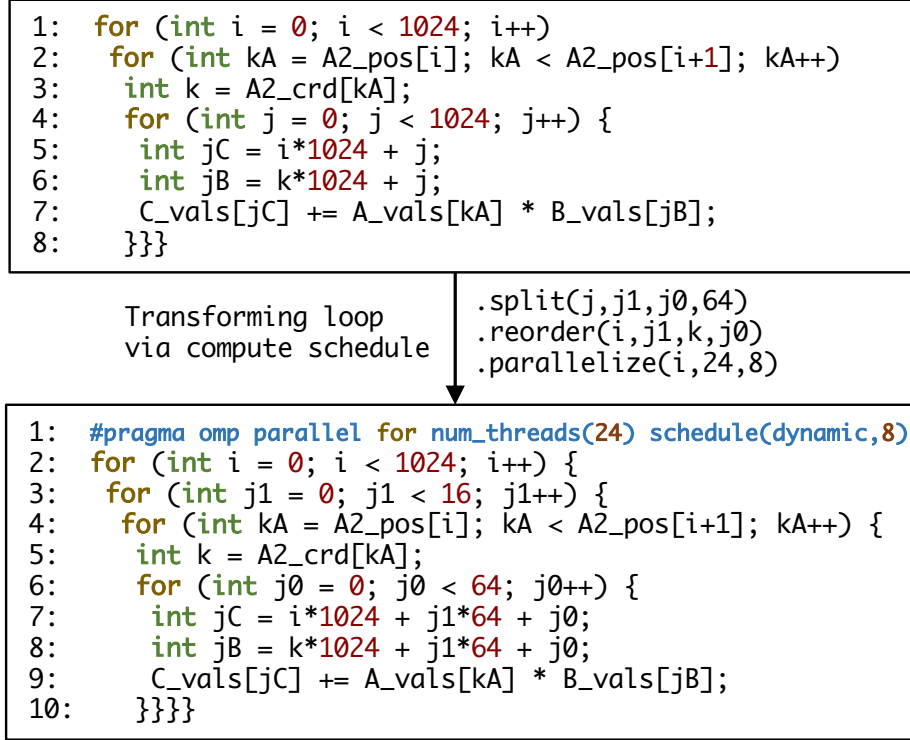 1: for (int i = 0; i < 1024; i++)
2: for (int kA = A2_pos[i]; kA < A2_pos[i+1]; kA++)
3: int k = A2_crd[kA];
4: for (int j = 0; j < 1024; j++) {
5: int jC = i*1024 + j;
6: int jB = k*1024 + j;
7: C_vals[jC] += A_vals[kA] * B_vals[jB];
8: }}}
Transforming loop
via compute schedule
.split(j,j1,j0,64)
.reorder(i,j1,k,j0)
.parallelize(i,24,8)
1: #pragma omp parallel for num_threads(24) schedule(dynamic,8)
2: for (int i = 0; i < 1024; i++) {
3: for (int j1 = 0; j1 < 16; j1++) {
4: for (int kA = A2_pos[i]; kA < A2_pos[i+1]; kA++) {
5: int k = A2_crd[kA];
6: for (int j0 = 0; j0 < 64; j0++) {
7: int jC = i*1024 + j1*64 + j0;
8: int jB = k*1024 + j1*64 + j0;
9: C_vals[jC] += A_vals[kA] * B_vals[jB];
10: }}}}